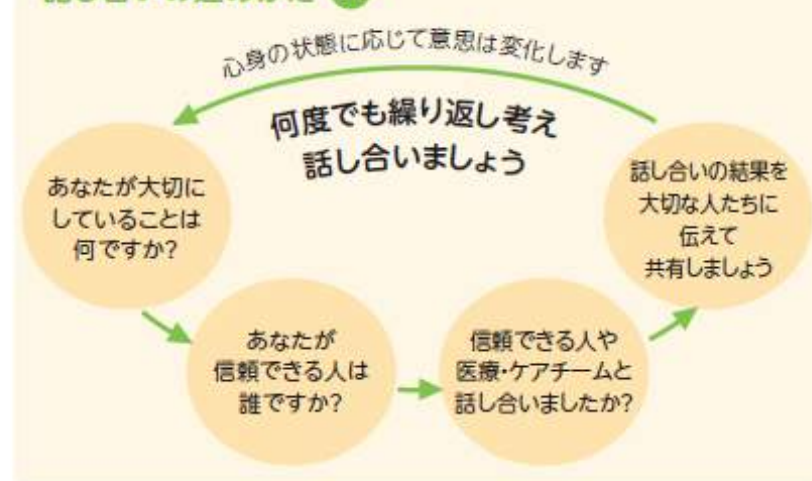 心身の状態に応じて意思は変化します
何度でも繰り返し考え
話し合いましょう
あなたが大切に
していることは
何ですか?
あなたが
信頼できる人は
誰ですか?
信頼できる人や
医療・ケアチームと
話し合いましたか?
話し合いの結果を
大切な人たちに
伝えて
共有しましょう